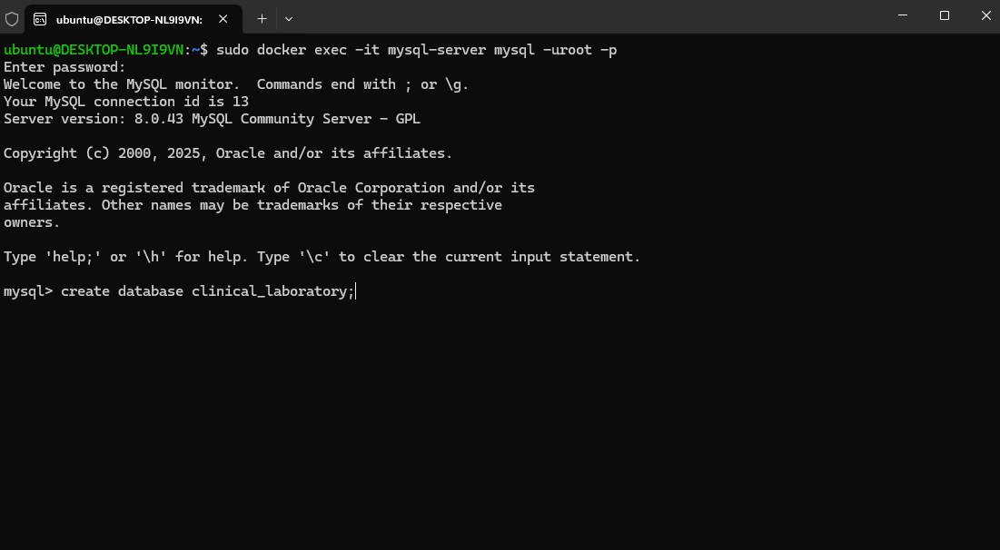 ubuntu@DESKTOP-NL9I9VN:
ubuntu@DESKTOP-NL9I9VN:~$ sudo docker exec -it mysql-server mysql -uroot -p
Enter password:
Welcome to the MySQL monitor.  Commands end with ; or \g.
Your MySQL connection id is 13
Server version: 8.0.43 MySQL Community Server - GPL

Copyright (c) 2000, 2025, Oracle and/or its affiliates.

Oracle is a registered trademark of Oracle Corporation and/or its
affiliates. Other names may be trademarks of their respective
owners.

Type 'help;' or '\h' for help. Type '\c' to clear the current input statement.

mysql> create database clinical_laboratory;